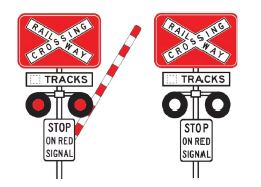 RAILWAY
CROSSING
TRACKS
STOP
ON RED
SIGNAL
RAILWAY
CROSSING
TRACKS
STOP
ON RED
SIGNAL